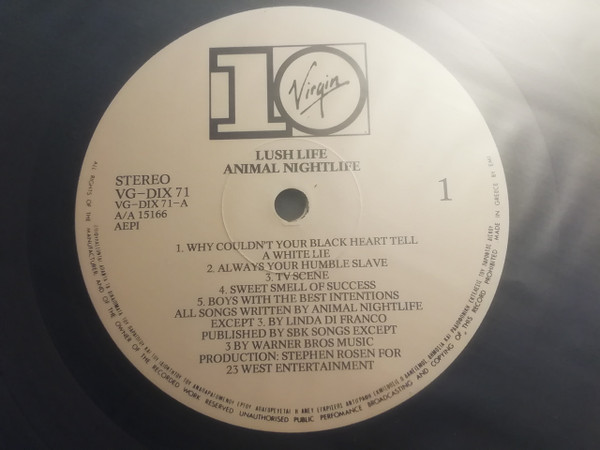 10
Virgin
LUSH LIFE
ANIMAL NIGHTLIFE
STEREO
VG-DIX 71
VG-DIX 71-A
A/A 15166
AEPI
1
1. WHY COULDN'T YOUR BLACK HEART TELL
A WHITE LIE
2. ALWAYS YOUR HUMBLE SLAVE
3. TV SCENE
4. SWEET SMELL OF SUCCESS
5. BOYS WITH THE BEST INTENTIONS
ALL SONGS WRITTEN BY ANIMAL NIGHTLIFE
EXCEPT 3. BY LINDA DI FRANCO
PUBLISHED BY SBK SONGS EXCEPT
3 BY WARNER BROS MUSIC
PRODUCTION: STEPHEN ROSEN FOR
23 WEST ENTERTAINMENT
ALL RIGHTS OF THE MANUFACTURER AND OF THE OWNER OF THE RECORDED WORK RESERVED UNAUTHORISED PUBLIC PERFOMANCE BROADCASTING AND COPYING OF THIS RECORD PROHIBITED MADE IN GREECE BY EMI